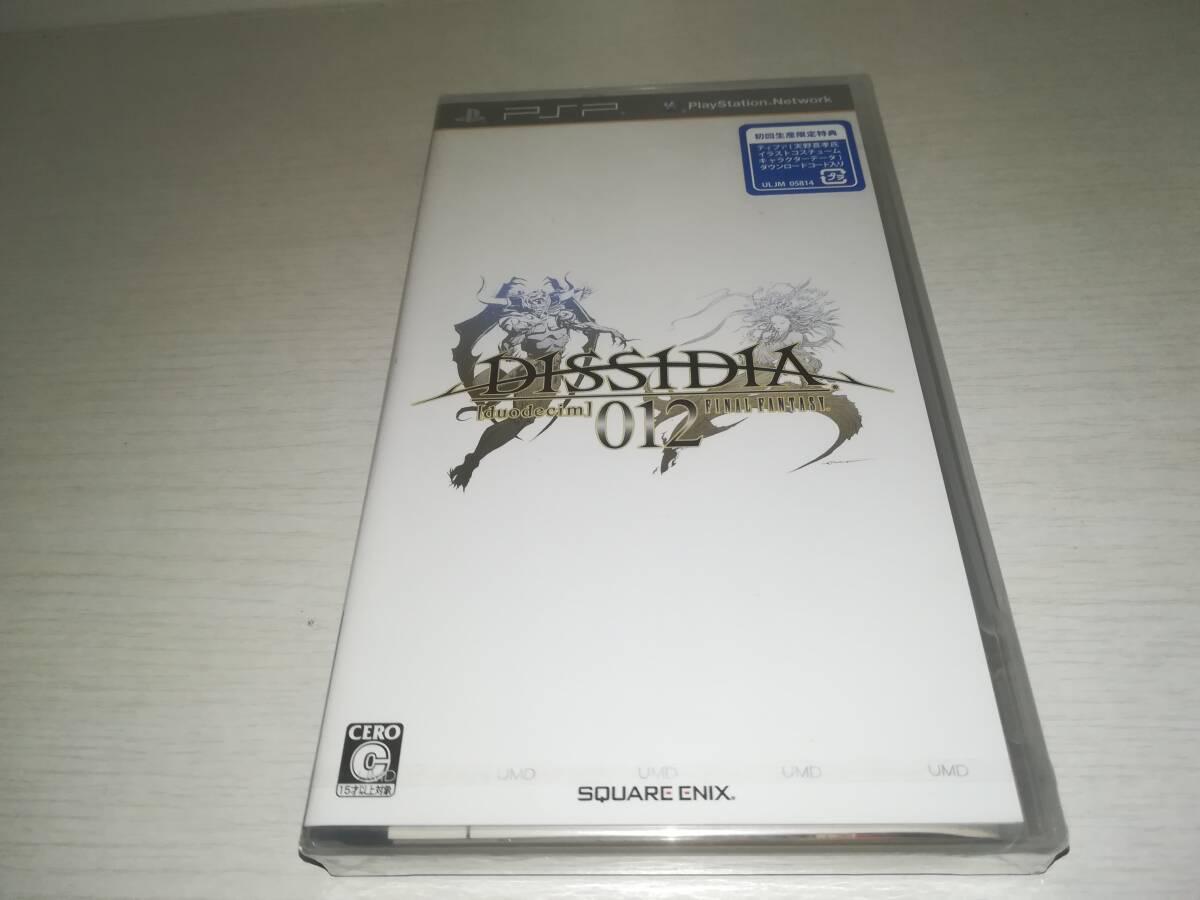 PSP
PlayStation Network
初回生産限定特典
ティファ［天野喜孝氏
イラストコスチューム
キャラクターデータ］
ダウンロードコード入り
ULJM 05814
DISSIDIA
[duodecim]
012
FINAL FANTASY
CERO
C
15才以上対象
UMD UMD UMD UMD UMD
SQUARE ENIX